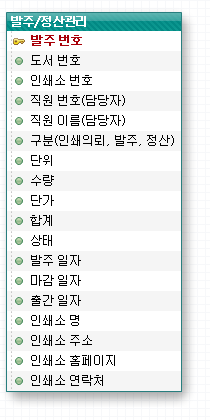 발주/정산관리
발주 번호
도서 번호
인쇄소 번호
직원 번호(담당자)
직원 이름(담당자)
구분(인쇄의뢰, 발주, 정산)
단위
수량
단가
합계
상태
발주 일자
마감 일자
출간 일자
인쇄소 명
인쇄소 주소
인쇄소 홈페이지
인쇄소 연락처